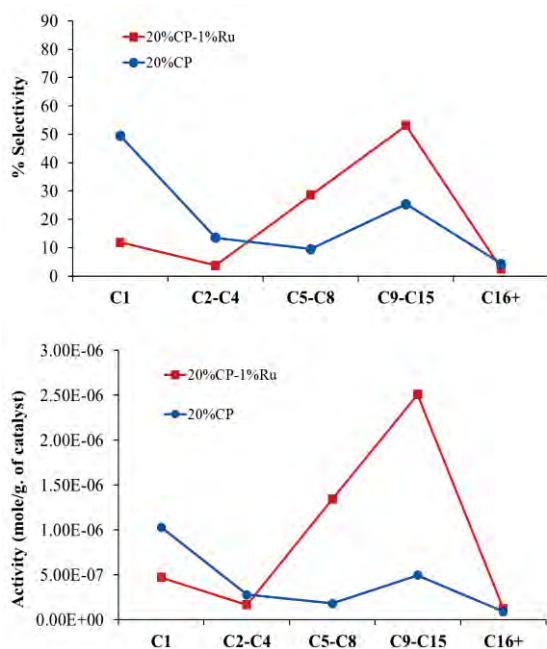 20%CP-1%Ru
20%CP
% Selectivity
90
80
70
60
50
40
30
20
10
0
C1 C2-C4 C5-C8 C9-C15 C16+
20%CP-1%Ru
20%CP
Activity (mole/g. of catalyst)
3.00E-06
2.50E-06
2.00E-06
1.50E-06
1.00E-06
5.00E-07
0.00E+00
C1 C2-C4 C5-C8 C9-C15 C16+